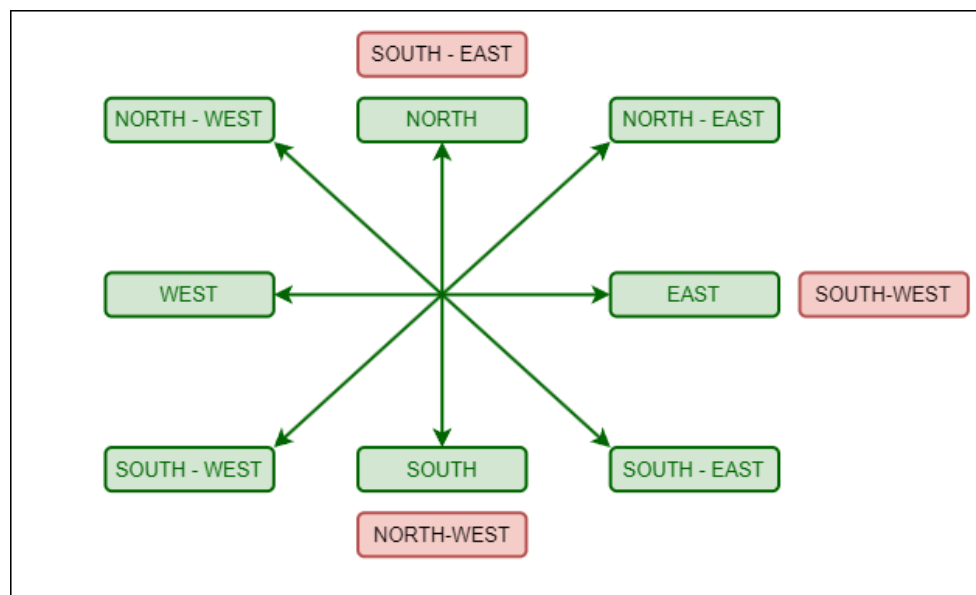 SOUTH - EAST
NORTH - WEST
NORTH
NORTH - EAST
WEST
EAST
SOUTH-WEST
SOUTH - WEST
SOUTH
SOUTH - EAST
NORTH-WEST